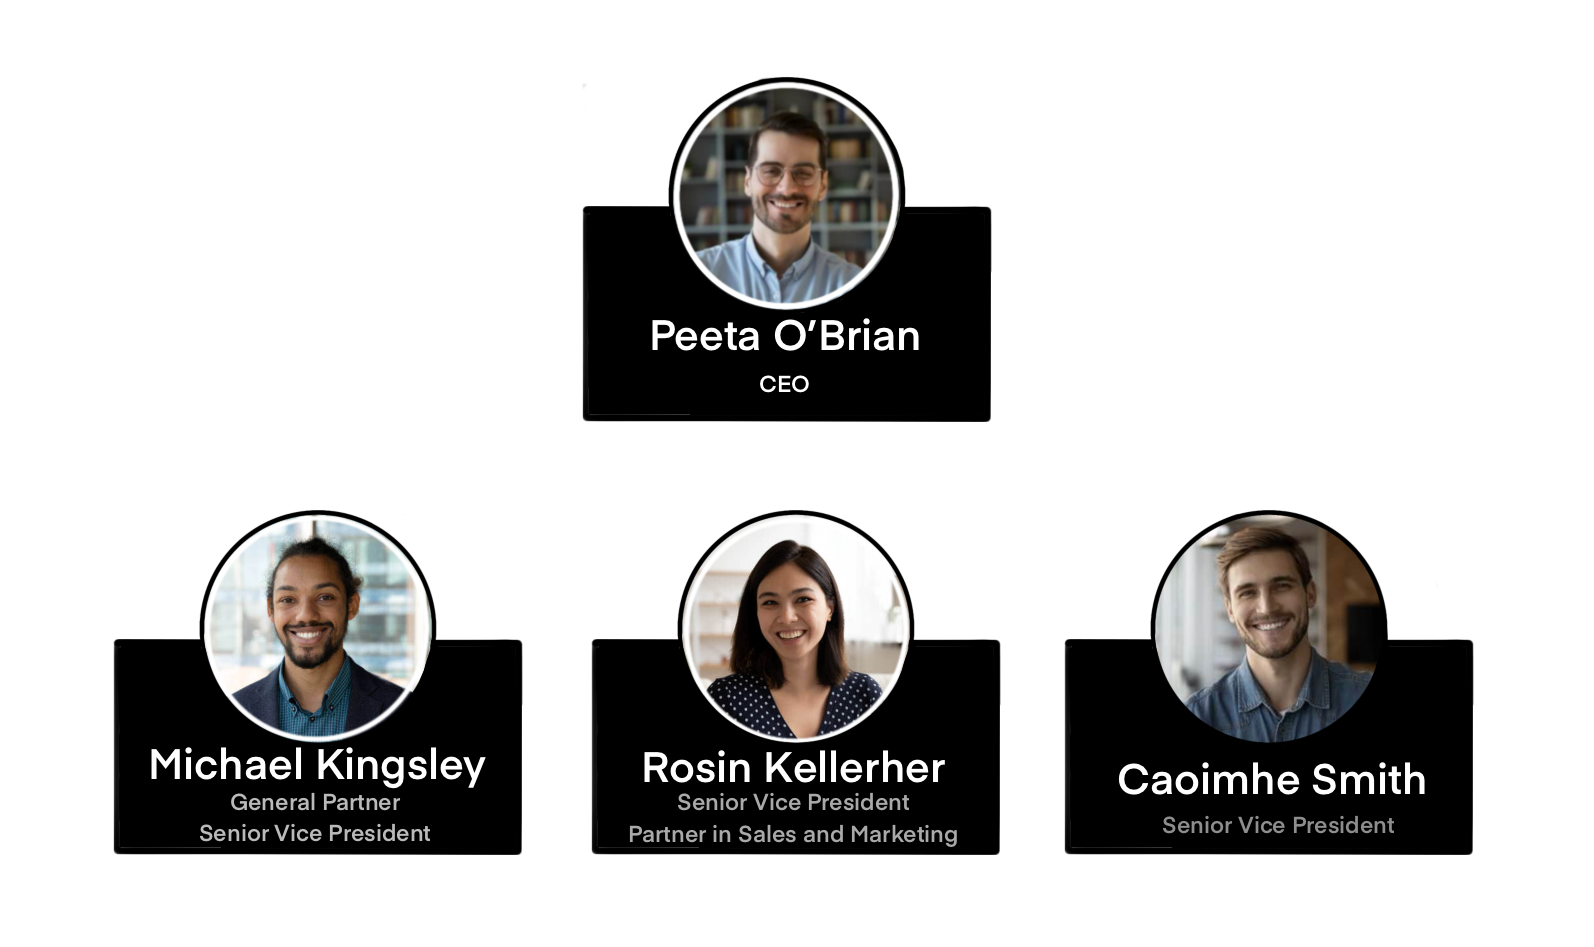 Peeta O’Brian
CEO
Michael Kingsley
General Partner
Senior Vice President
Rosin Kellerher
Senior Vice President
Partner in Sales and Marketing
Caoimhe Smith
Senior Vice President